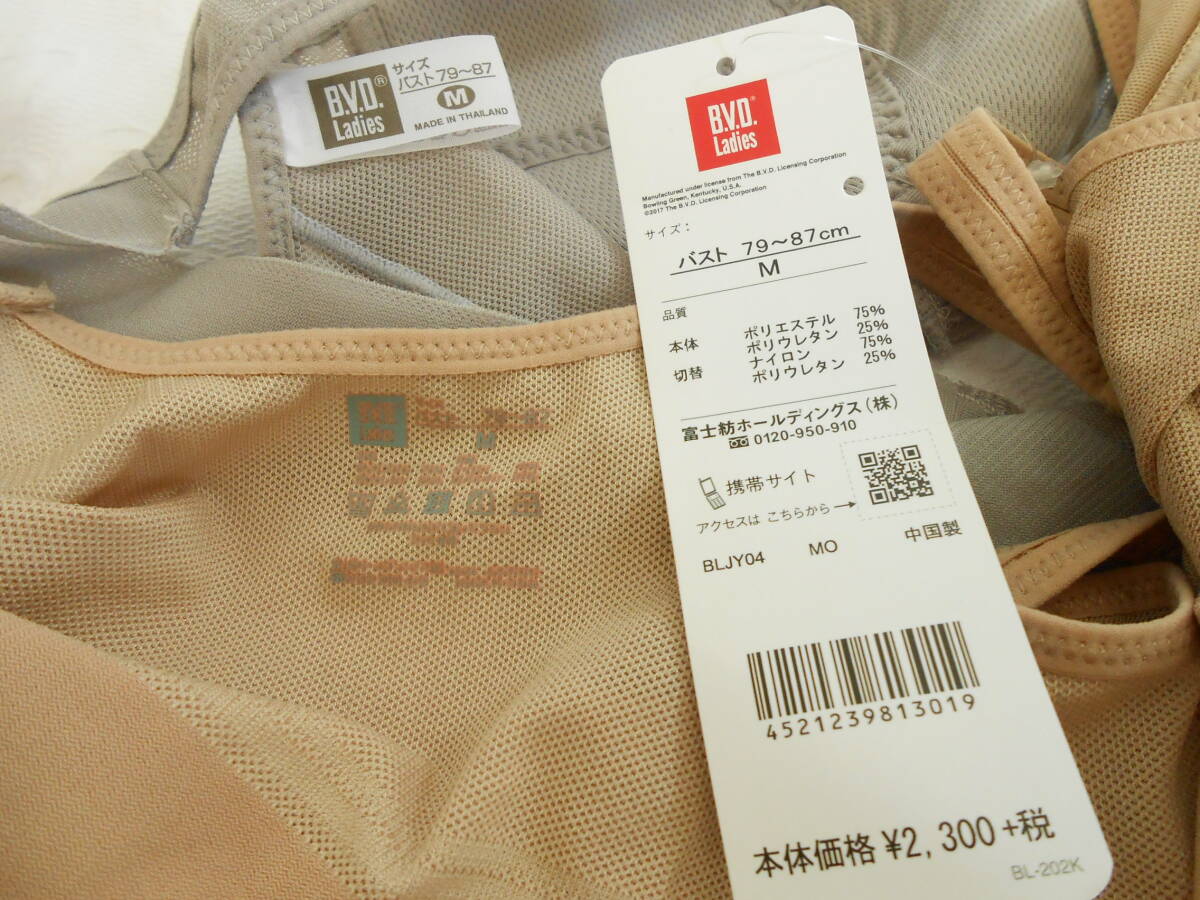 B.V.D.®
Ladies
サイズ
バスト79〜87
M
MADE IN THAILAND
B.V.D.
Ladies
Manufactured under license from The B.V.D. Licensing Corporation
Bowling Green, Kentucky, U.S.A.
©2017 The B.V.D. Licensing Corporation
サイズ：
バスト 79〜87cm
M
品質
本体 ポリエステル 75%
ポリウレタン 25%
切替 ナイロン 75%
ポリウレタン 25%
富士紡ホールディングス（株）
0120-950-910
携帯サイト
アクセスは こちらから→
BLJY04 MO 中国製
4521239813019
本体価格 ¥2,300+税
BL-202K
M